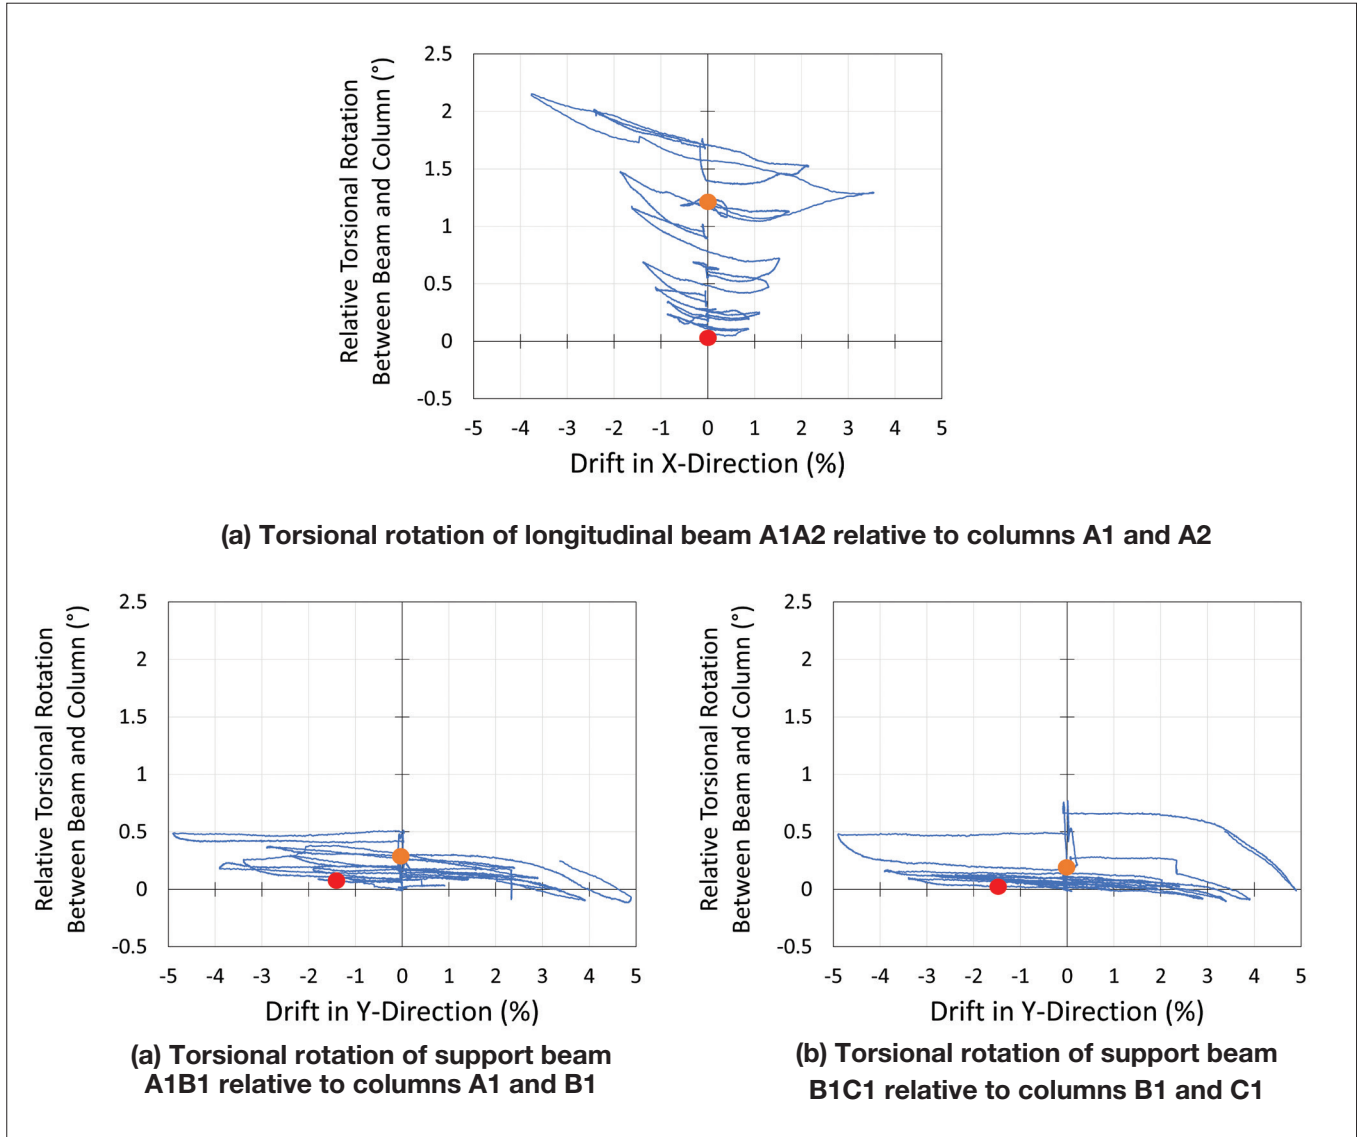 Relative Torsional Rotation
Between Beam and Column (°)
2.5
2
1.5
1
0.5
0
-0.5
-5 -4 -3 -2 -1 0 1 2 3 4 5
Drift in X-Direction (%)
(a) Torsional rotation of longitudinal beam A1A2 relative to columns A1 and A2
Relative Torsional Rotation
Between Beam and Column (°)
2.5
2
1.5
1
0.5
0
-0.5
-5 -4 -3 -2 -1 0 1 2 3 4 5
Drift in Y-Direction (%)
(a) Torsional rotation of support beam
A1B1 relative to columns A1 and B1
Relative Torsional Rotation
Between Beam and Column (°)
2.5
2
1.5
1
0.5
0
-0.5
-5 -4 -3 -2 -1 0 1 2 3 4 5
Drift in Y-Direction (%)
(b) Torsional rotation of support beam
B1C1 relative to columns B1 and C1